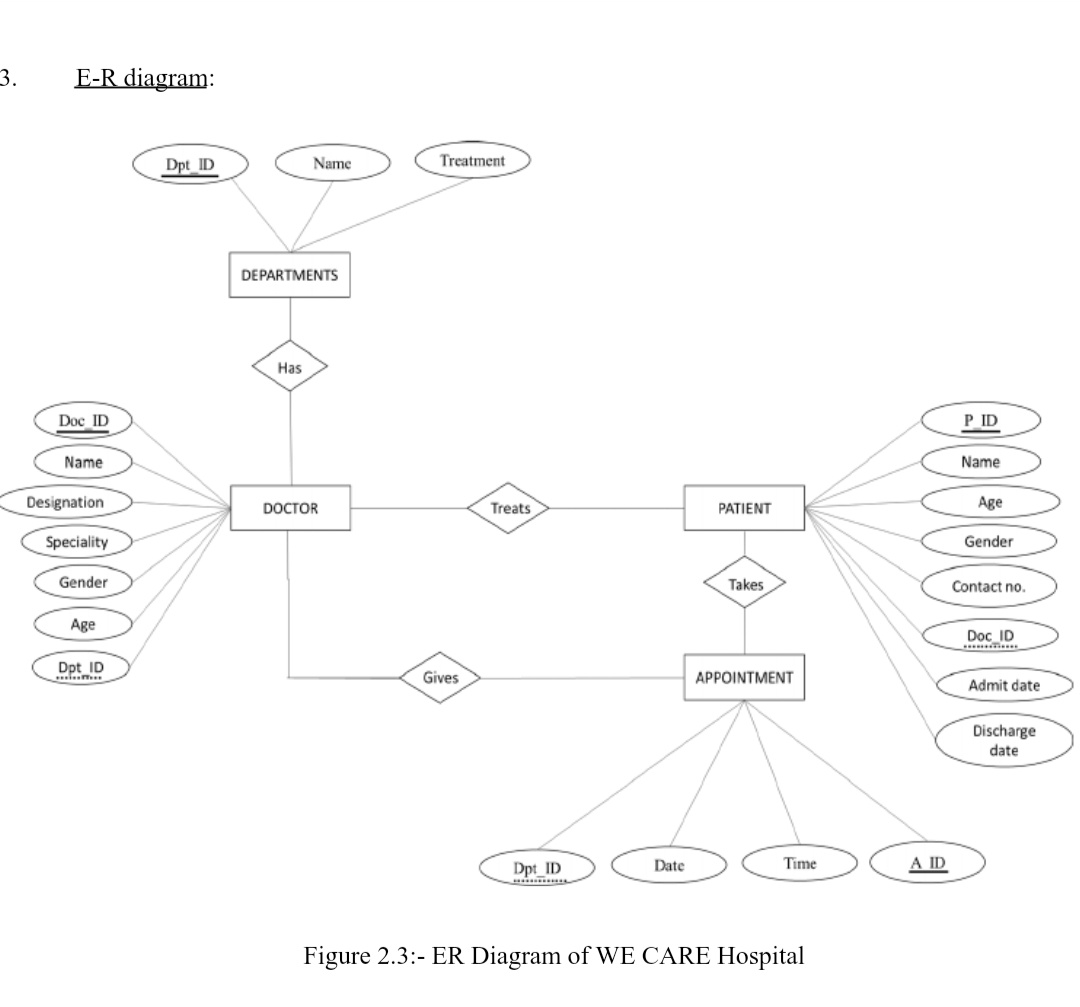 3. E-R diagram:
Dpt_ID
Name
Treatment
DEPARTMENTS
Has
Doc_ID
Name
Designation
Speciality
Gender
Age
Dpt_ID
DOCTOR
Treats
PATIENT
P_ID
Name
Age
Gender
Contact no.
Doc_ID
Admit date
Discharge
date
Takes
Gives
APPOINTMENT
Dpt_ID
Date
Time
A_ID
Figure 2.3:- ER Diagram of WE CARE Hospital